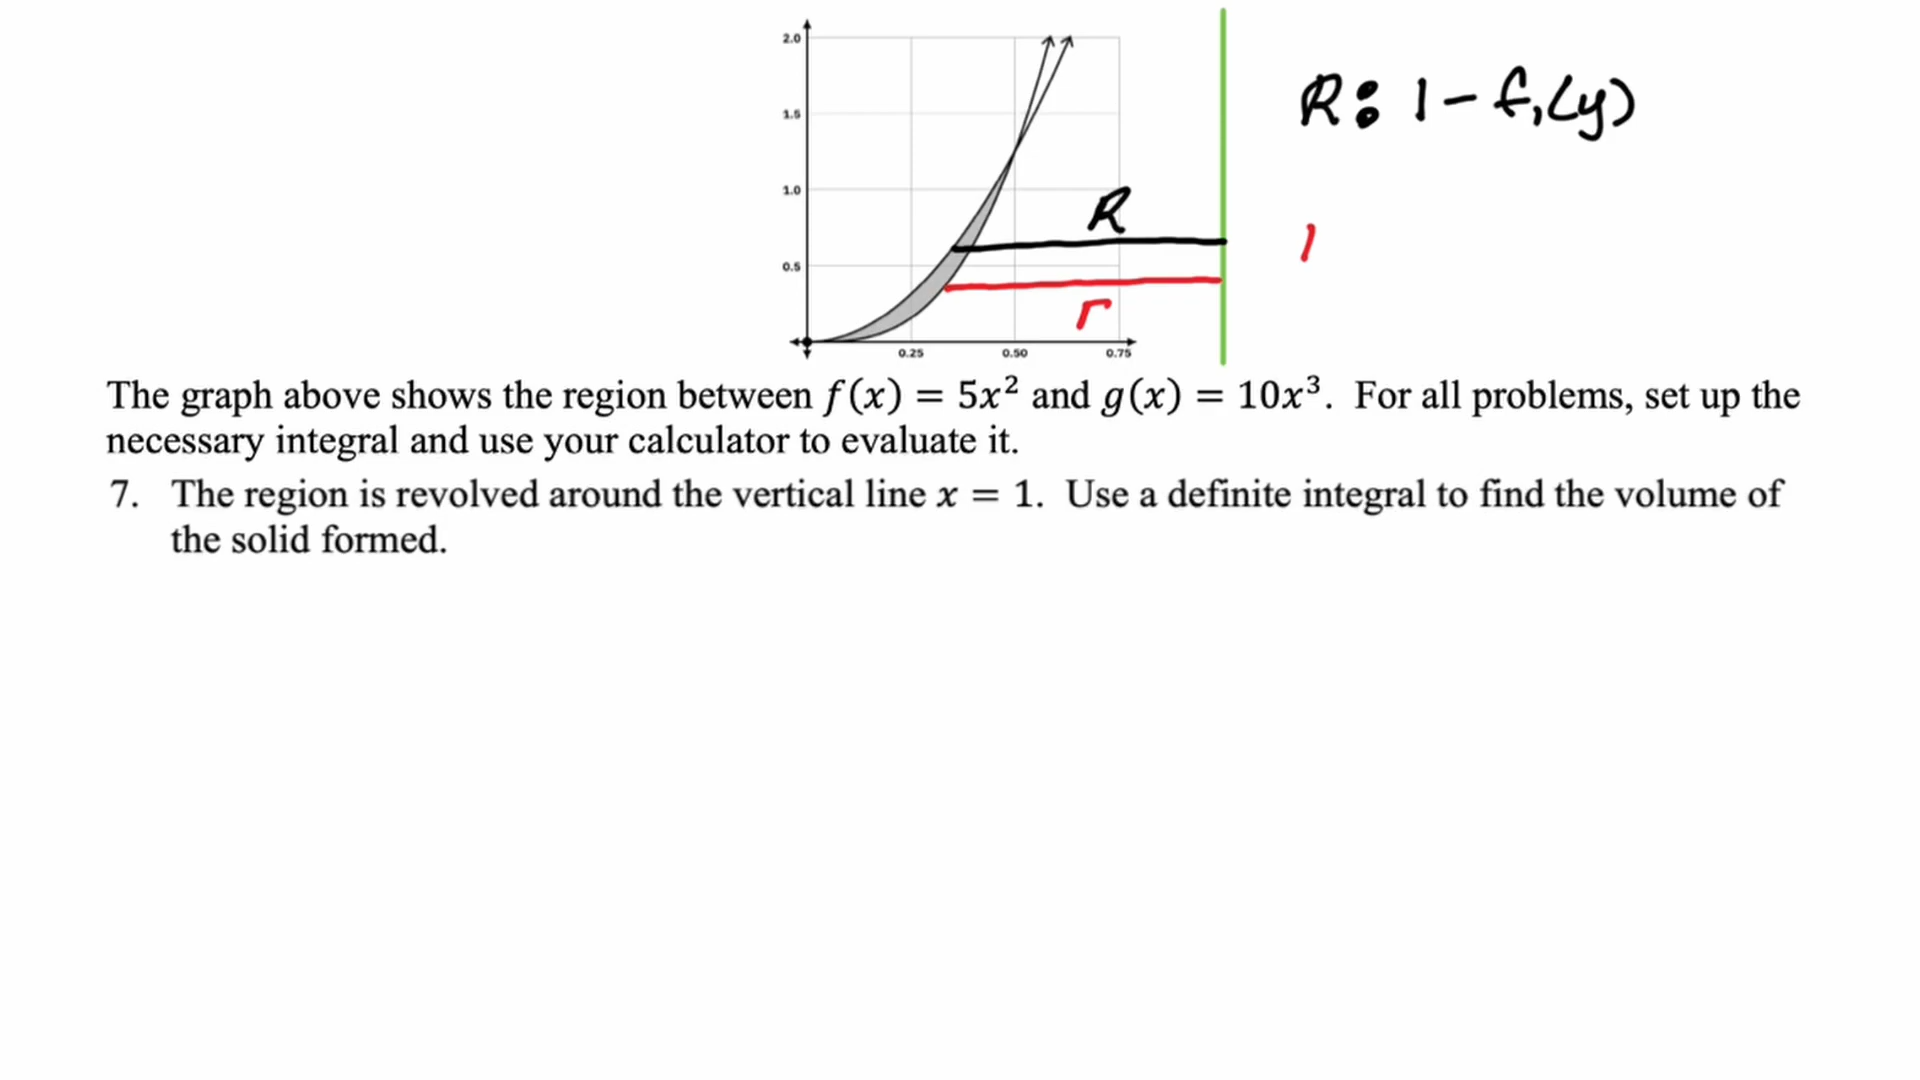 2.0
R: 1 - f₁(y)
1.5
1.0
R
0.5
r
0.25 0.50 0.75
The graph above shows the region between f(x) = 5x² and g(x) = 10x³. For all problems, set up the
necessary integral and use your calculator to evaluate it.
7. The region is revolved around the vertical line x = 1. Use a definite integral to find the volume of
the solid formed.